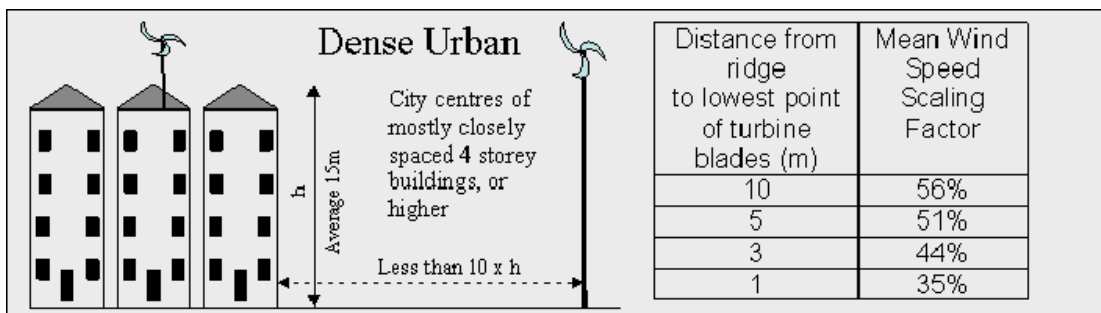 Dense Urban
City centres of
mostly closely
spaced 4 storey
buildings, or
higher
h
Average 15m
Less than 10 x h
Distance from
ridge
to lowest point
of turbine
blades (m)
Mean Wind
Speed
Scaling
Factor
10 56%
5 51%
3 44%
1 35%